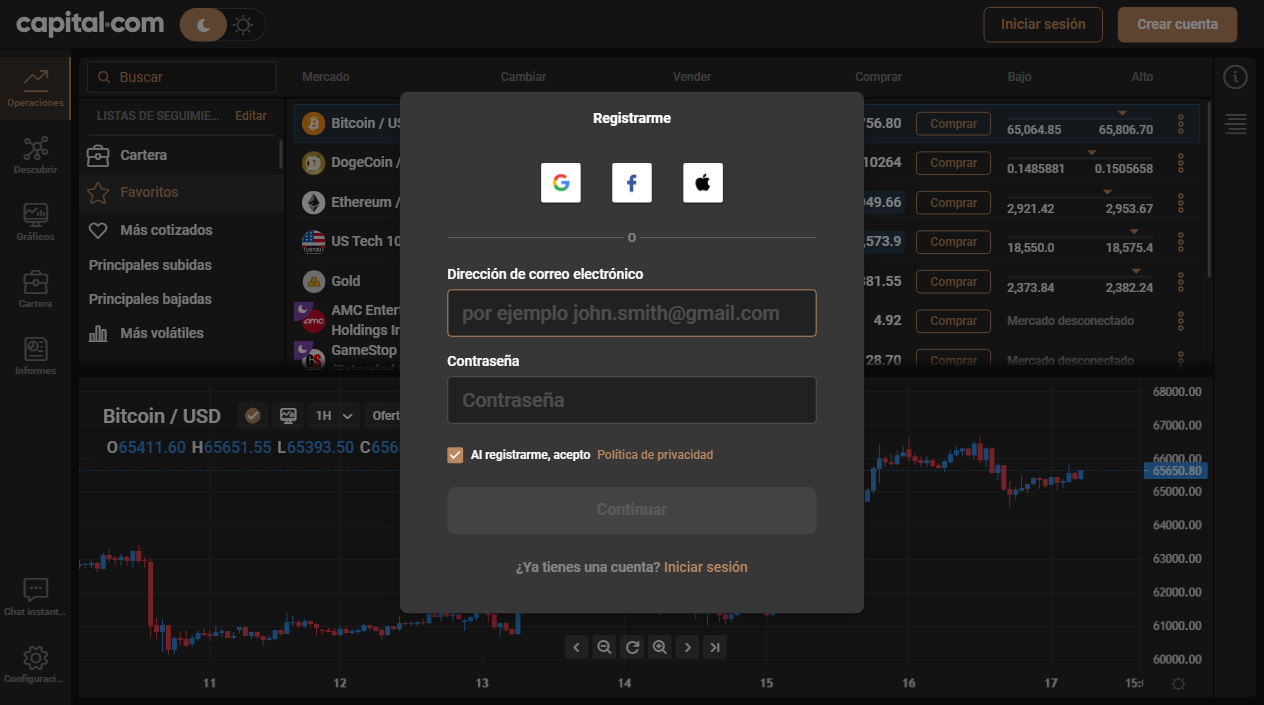 capital.com
Iniciar sesión
Crear cuenta
Operaciones
Descubrir
Gráficos
Cartera
Informes
Chat instant...
Configuraci...
Buscar
Mercado Cambiar Vender Comprar Bajo Alto
LISTAS DE SEGUIMIE... Editar
Cartera
Favoritos
Más cotizados
Principales subidas
Principales bajadas
Más volátiles
Bitcoin / US
56.80 Comprar 65,064.85 65,806.70
DogeCoin /
10264 Comprar 0.1485881 0.1505658
Ethereum /
49.66 Comprar 2,921.42 2,953.67
US Tech 10
,573.9 Comprar 18,550.0 18,575.4
Gold
81.55 Comprar 2,373.84 2,382.24
AMC Enter
Holdings In
4.92 Comprar Mercado desconectado
GameStop
(Extended
28.70 Comprar Mercado desconectado
Registrarme
O
Dirección de correo electrónico
por ejemplo john.smith@gmail.com
Contraseña
Contraseña
Al registrarme, acepto Política de privacidad
Continuar
¿Ya tienes una cuenta? Iniciar sesión
Bitcoin / USD 1H Ofert
O65411.60 H65651.55 L65393.50 C656
68000.00
67000.00
66000.00
65650.80
65000.00
64000.00
63000.00
62000.00
61000.00
60000.00
11 12 13 14 15 16 17 15: